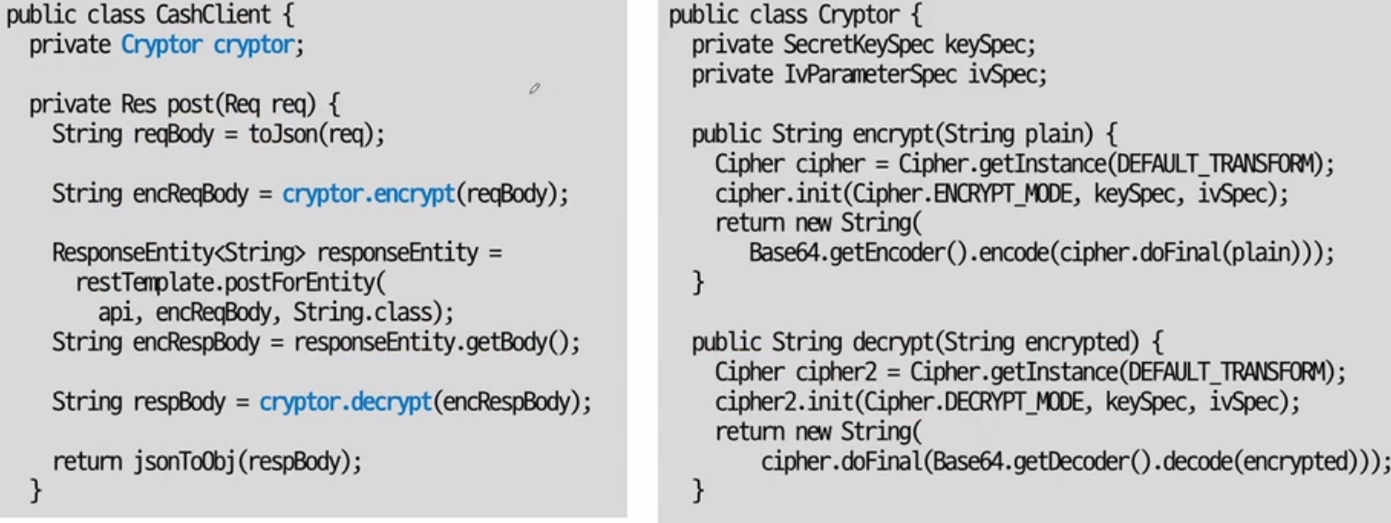 public class CashClient {
private Cryptor cryptor;
private Res post(Req req) {
String reqBody = toJson(req);
String encReqBody = cryptor.encrypt(reqBody);
ResponseEntity<String> responseEntity =
restTemplate.postForEntity(
api, encReqBody, String.class);
String encRespBody = responseEntity.getBody();
String respBody = cryptor.decrypt(encRespBody);
return jsonToObj(respBody);
}
public class Cryptor {
private SecretKeySpec keySpec;
private IvParameterSpec ivSpec;
public String encrypt(String plain) {
Cipher cipher = Cipher.getInstance(DEFAULT_TRANSFORM);
cipher.init(Cipher.ENCRYPT_MODE, keySpec, ivSpec);
return new String(
Base64.getEncoder().encode(cipher.doFinal(plain)));
}
public String decrypt(String encrypted) {
Cipher cipher2 = Cipher.getInstance(DEFAULT_TRANSFORM);
cipher2.init(Cipher.DECRYPT_MODE, keySpec, ivSpec);
return new String(
cipher.doFinal(Base64.getDecoder().decode(encrypted)));
}